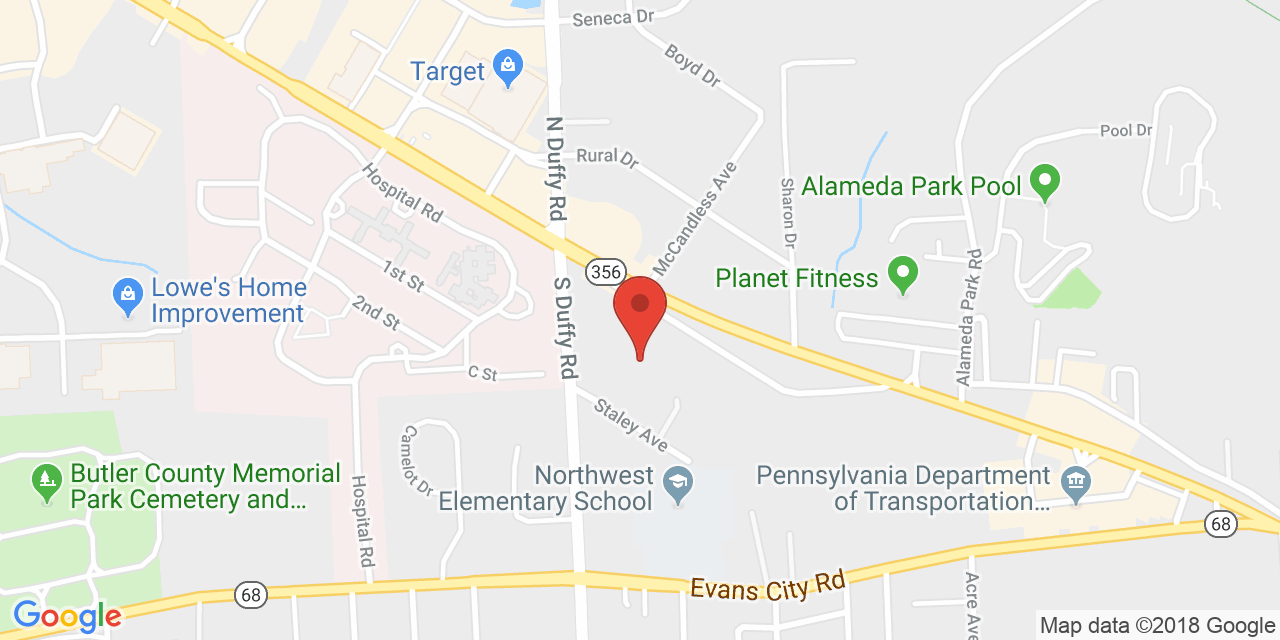 Seneca Dr
Boyd Dr
Target
N Duffy Rd
Rural Dr
Pool Dr
Hospital Rd
McCandless Ave
Sharon Dr
Alameda Park Pool
1st St
356
Planet Fitness
Alameda Park Rd
Lowe's Home
Improvement
2nd St
S Duffy Rd
C St
Staley Ave
Camelot Dr
Butler County Memorial
Park Cemetery and...
Hospital Rd
Northwest
Elementary School
Pennsylvania Department
of Transportation...
68
68
Evans City Rd
Acre Ave
Google
Map data ©2018 Google